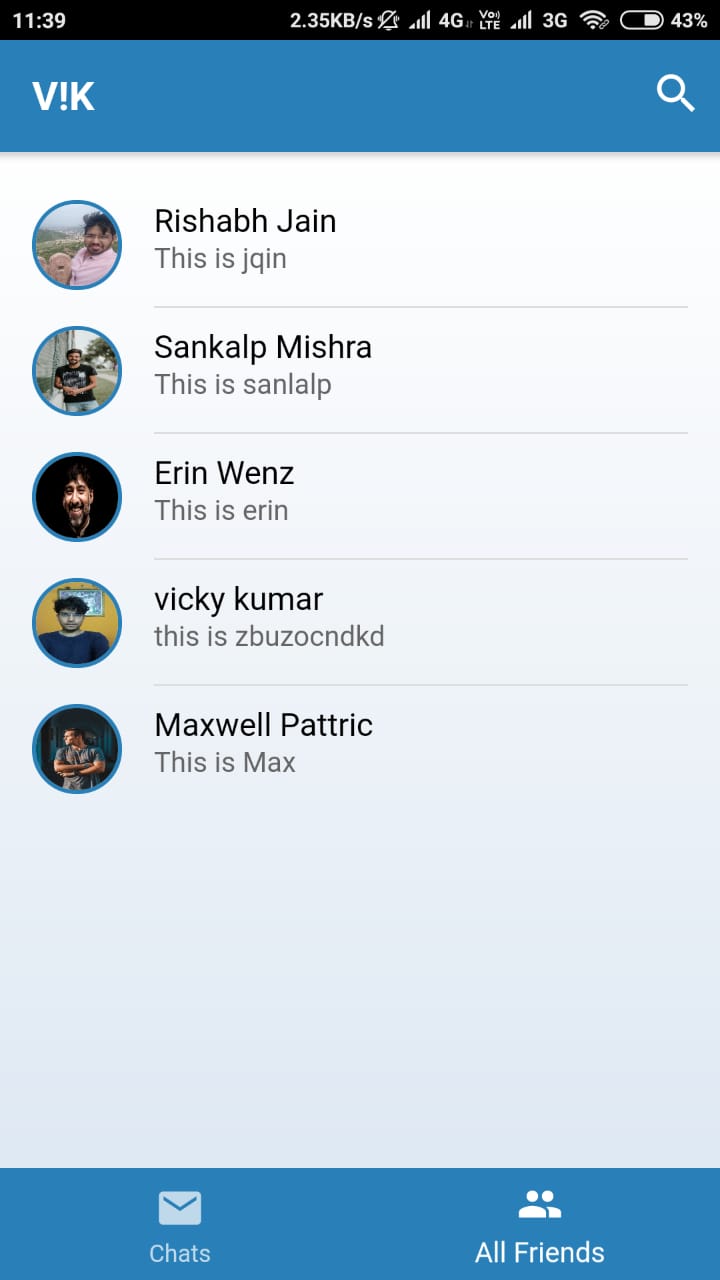 11:39 2.35KB/s 4G Vo)) LTE 3G 43%
V!K
Rishabh Jain
This is jqin
Sankalp Mishra
This is sanlalp
Erin Wenz
This is erin
vicky kumar
this is zbuzocndkd
Maxwell Pattric
This is Max
Chats
All Friends